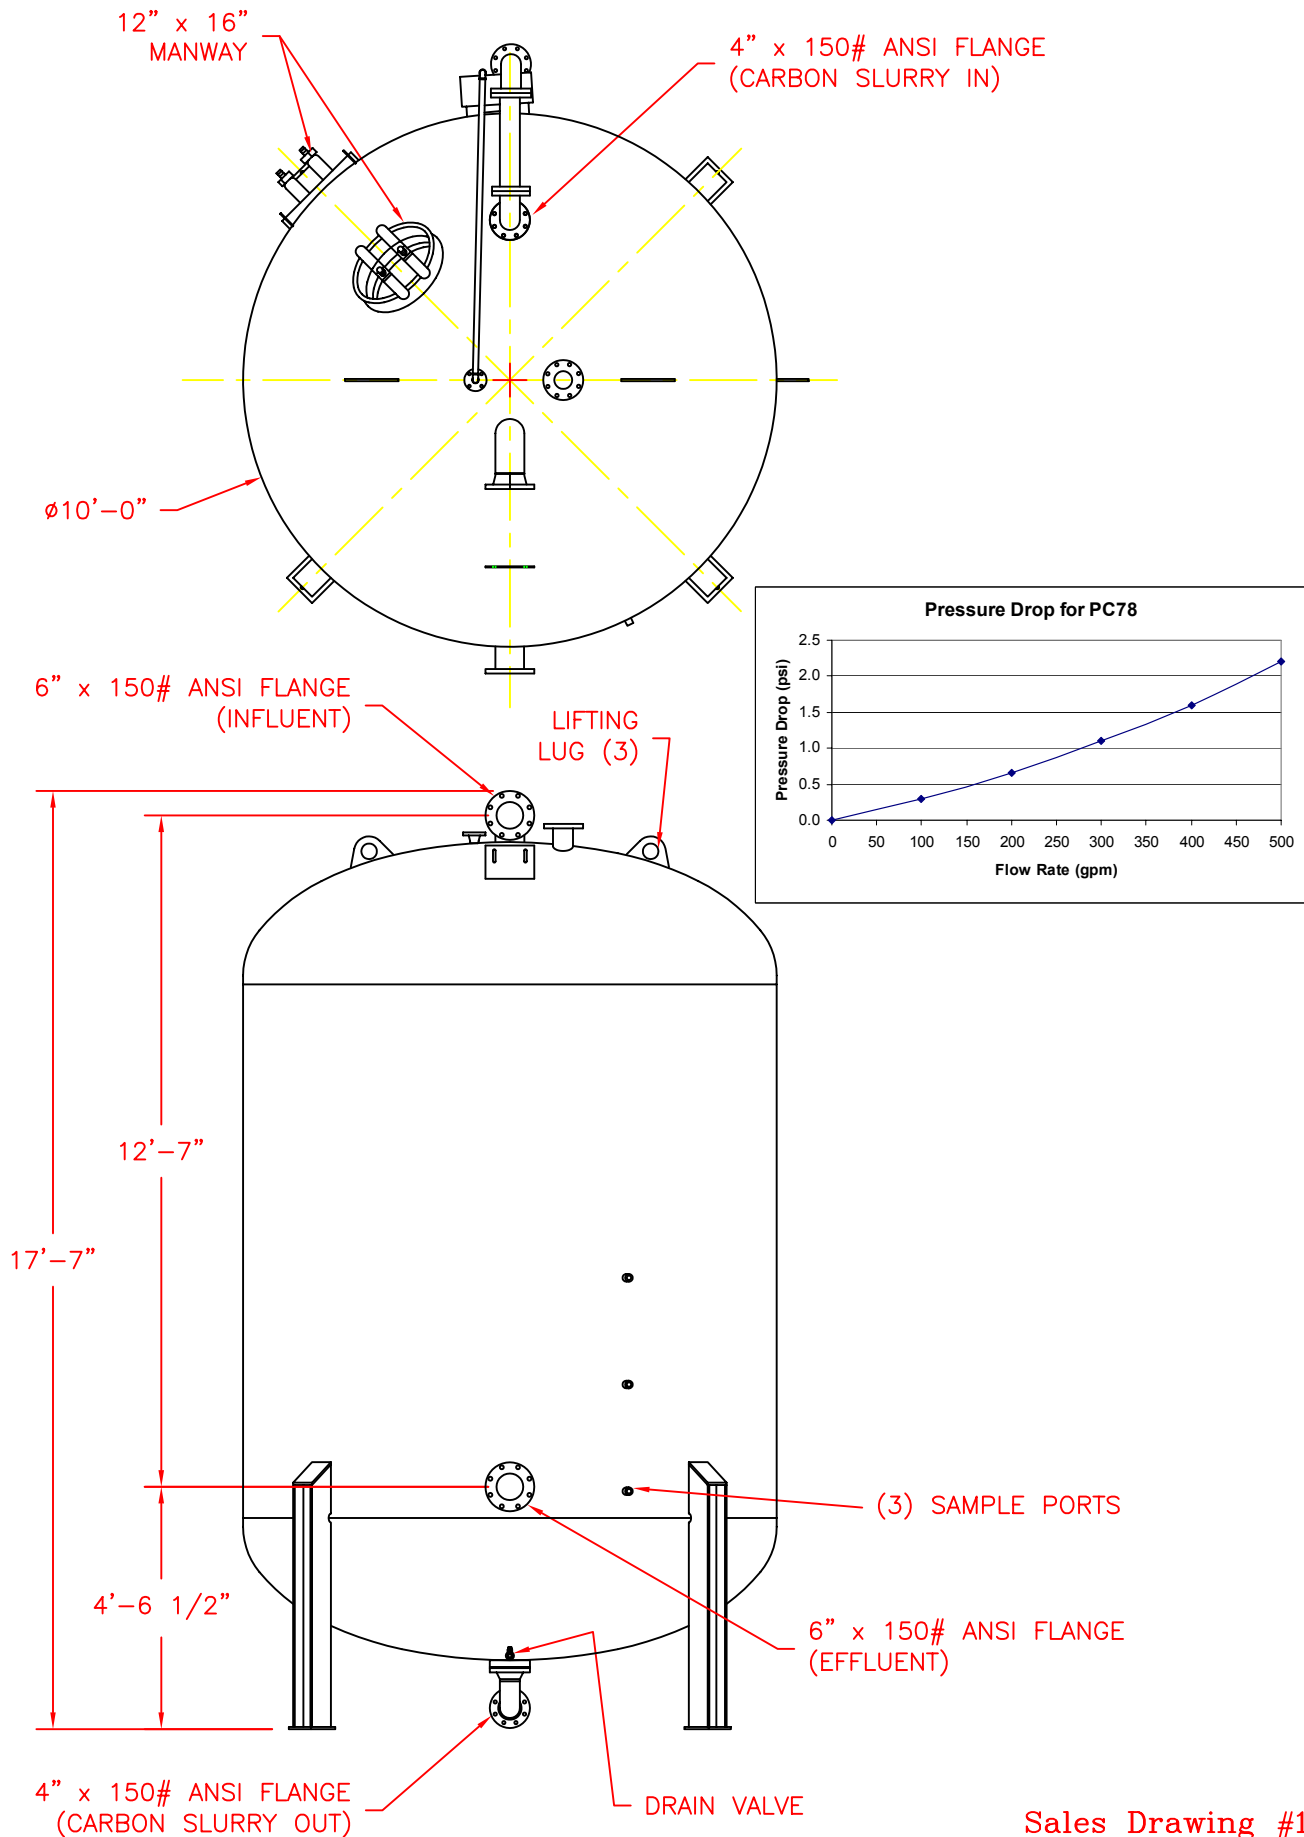 12” x 16”
MANWAY
4” x 150# ANSI FLANGE
(CARBON SLURRY IN)
ø10’-0”
6” x 150# ANSI FLANGE
(INFLUENT)
LIFTING
LUG (3)
Pressure Drop for PC78
Pressure Drop (psi)
2.5
2.0
1.5
1.0
0.5
0.0
0 50 100 150 200 250 300 350 400 450 500
Flow Rate (gpm)
12’-7”
17’-7”
(3) SAMPLE PORTS
4’-6 1/2”
6” x 150# ANSI FLANGE
(EFFLUENT)
4” x 150# ANSI FLANGE
(CARBON SLURRY OUT)
DRAIN VALVE
Sales Drawing #1